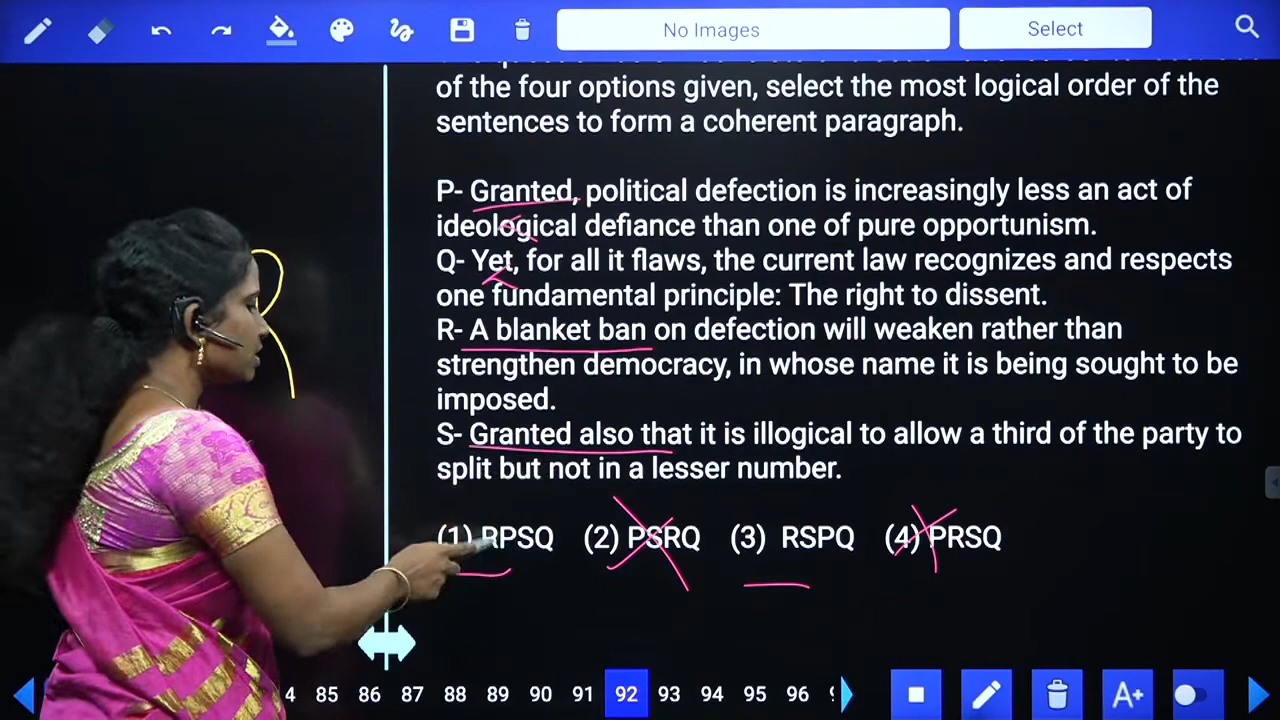 No Images
Select
of the four options given, select the most logical order of the
sentences to form a coherent paragraph.
P- Granted, political defection is increasingly less an act of
ideological defiance than one of pure opportunism.
Q- Yet, for all it flaws, the current law recognizes and respects
one fundamental principle: The right to dissent.
R- A blanket ban on defection will weaken rather than
strengthen democracy, in whose name it is being sought to be
imposed.
S- Granted also that it is illogical to allow a third of the party to
split but not in a lesser number.
(1) RPSQ (2) PSRQ (3) RSPQ (4) PRSQ
4 85 86 87 88 89 90 91 92 93 94 95 96
A+